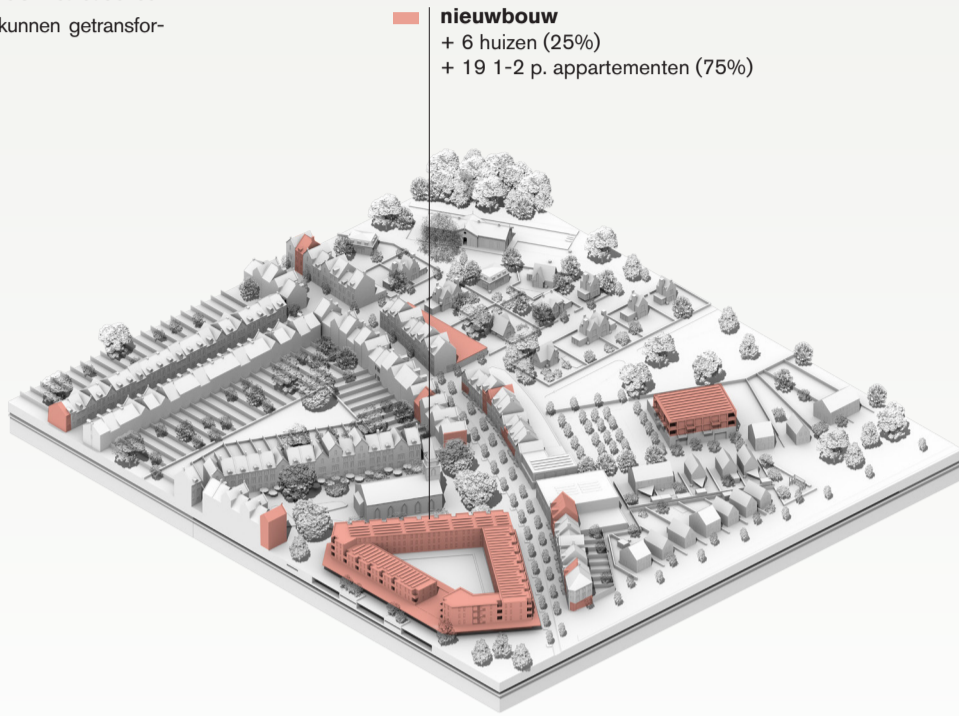 kunnen getransfor-
nieuwbouw
+ 6 huizen (25%)
+ 19 1-2 p. appartementen (75%)